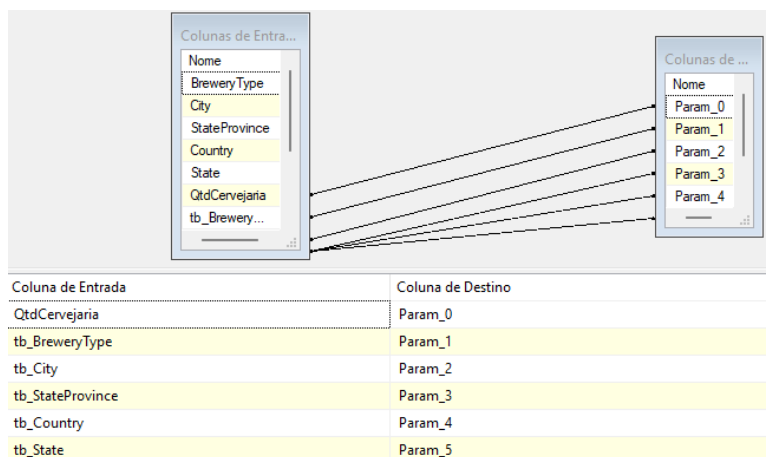 Colunas de Entra...
Nome
BreweryType
City
StateProvince
Country
State
QtdCervejaria
tb_Brewery...
Colunas de ...
Nome
Param_0
Param_1
Param_2
Param_3
Param_4
Coluna de Entrada Coluna de Destino
QtdCervejaria Param_0
tb_BreweryType Param_1
tb_City Param_2
tb_StateProvince Param_3
tb_Country Param_4
tb_State Param_5